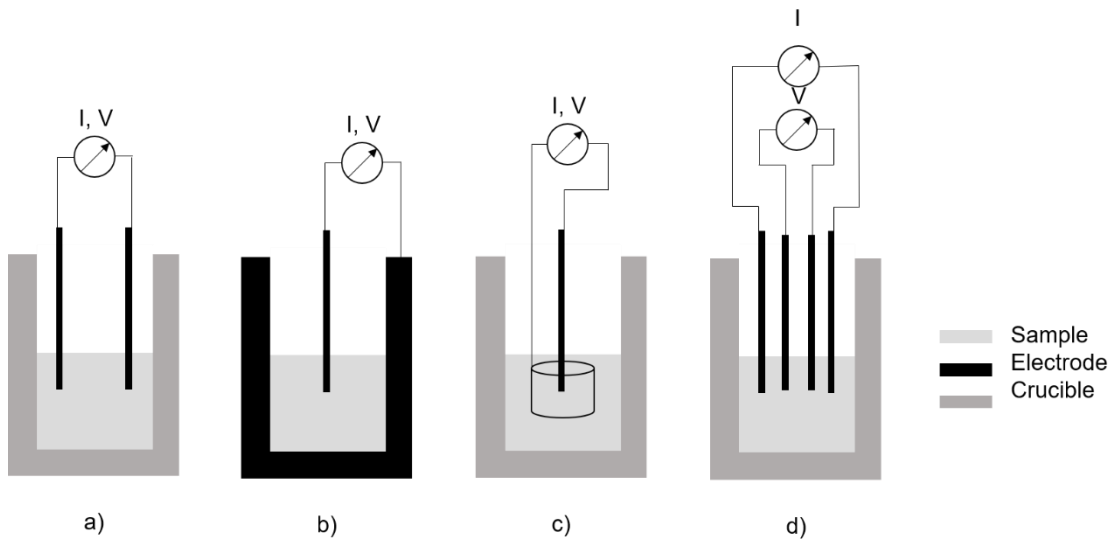 I, V
I, V
I, V
I
V
Sample
Electrode
Crucible
a)
b)
c)
d)